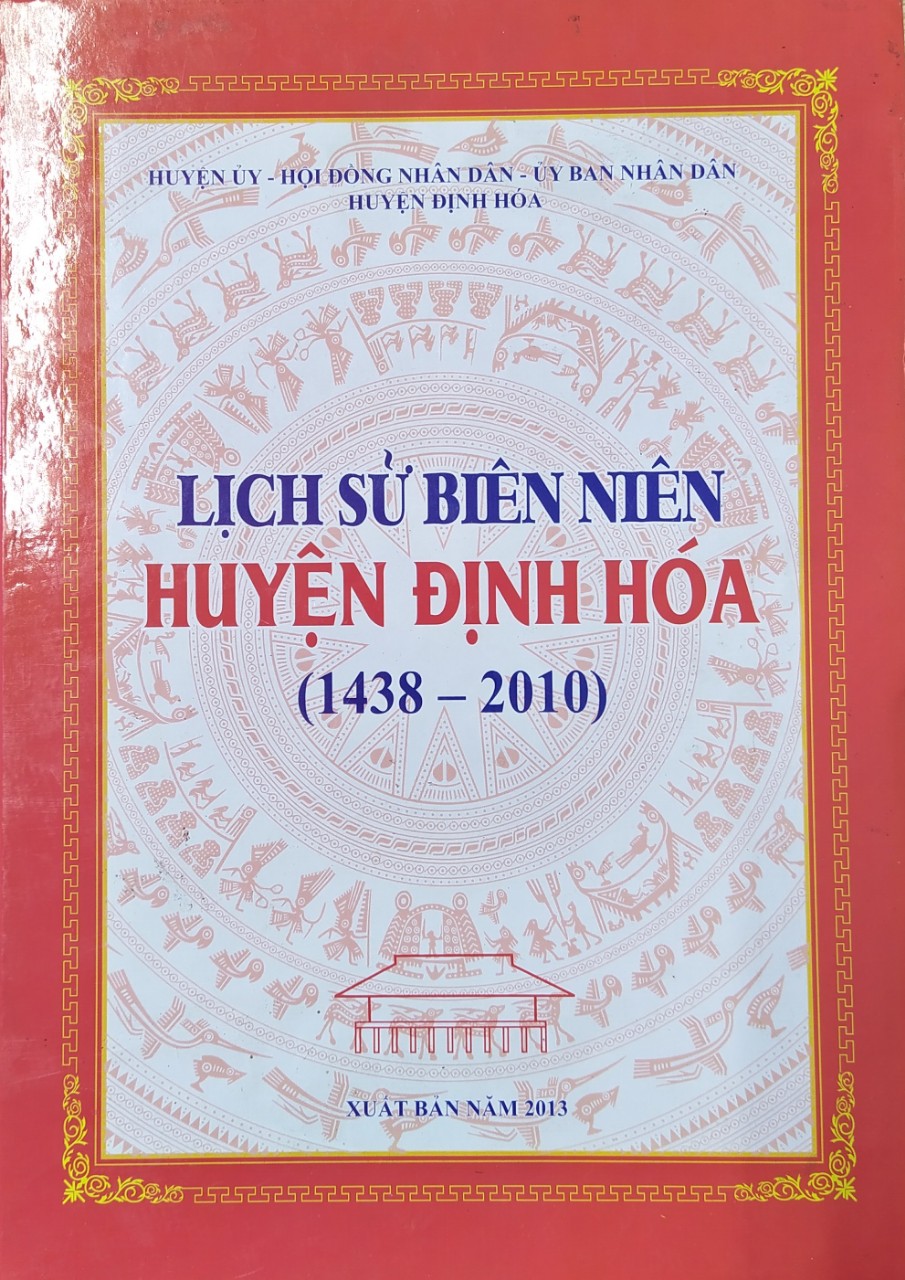 HUYỆN ỦY - HỘI ĐỒNG NHÂN DÂN - ỦY BAN NHÂN DÂN
HUYỆN ĐỊNH HÓA
LỊCH SỬ BIÊN NIÊN
HUYỆN ĐỊNH HÓA
(1438 – 2010)
XUẤT BẢN NĂM 2013